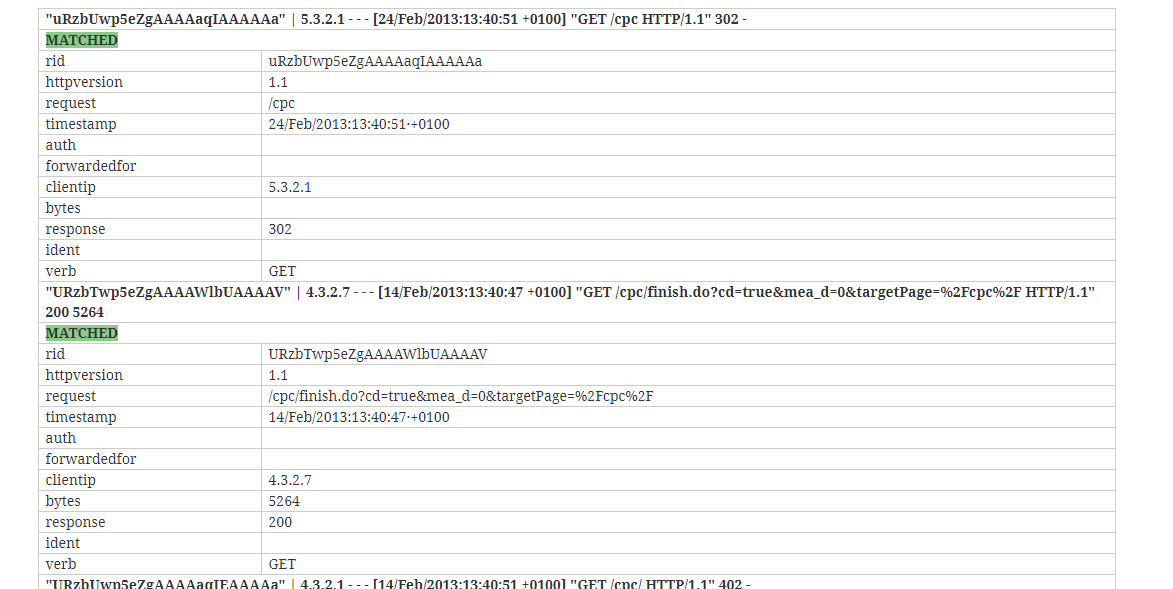 "uRzbUwp5eZgAAAAaqIAAAAAa" | 5.3.2.1 - - - [24/Feb/2013:13:40:51 +0100] "GET /cpc HTTP/1.1" 302 -
MATCHED
rid uRzbUwp5eZgAAAAaqIAAAAAa
httpversion 1.1
request /cpc
timestamp 24/Feb/2013:13:40:51·+0100
auth
forwardedfor
clientip 5.3.2.1
bytes
response 302
ident
verb GET
"URzbTwp5eZgAAAAWlbUAAAAV" | 4.3.2.7 - - - [14/Feb/2013:13:40:47 +0100] "GET /cpc/finish.do?cd=true&mea_d=0&targetPage=%2Fcpc%2F HTTP/1.1"
200 5264
MATCHED
rid URzbTwp5eZgAAAAWlbUAAAAV
httpversion 1.1
request /cpc/finish.do?cd=true&mea_d=0&targetPage=%2Fcpc%2F
timestamp 14/Feb/2013:13:40:47·+0100
auth
forwardedfor
clientip 4.3.2.7
bytes 5264
response 200
ident
verb GET
"URzbUwp5eZgAAAAaqIEAAAAa" | 4.3.2.1 - - - [14/Feb/2013:13:40:51 +0100] "GET /cpc/ HTTP/1.1" 402 -